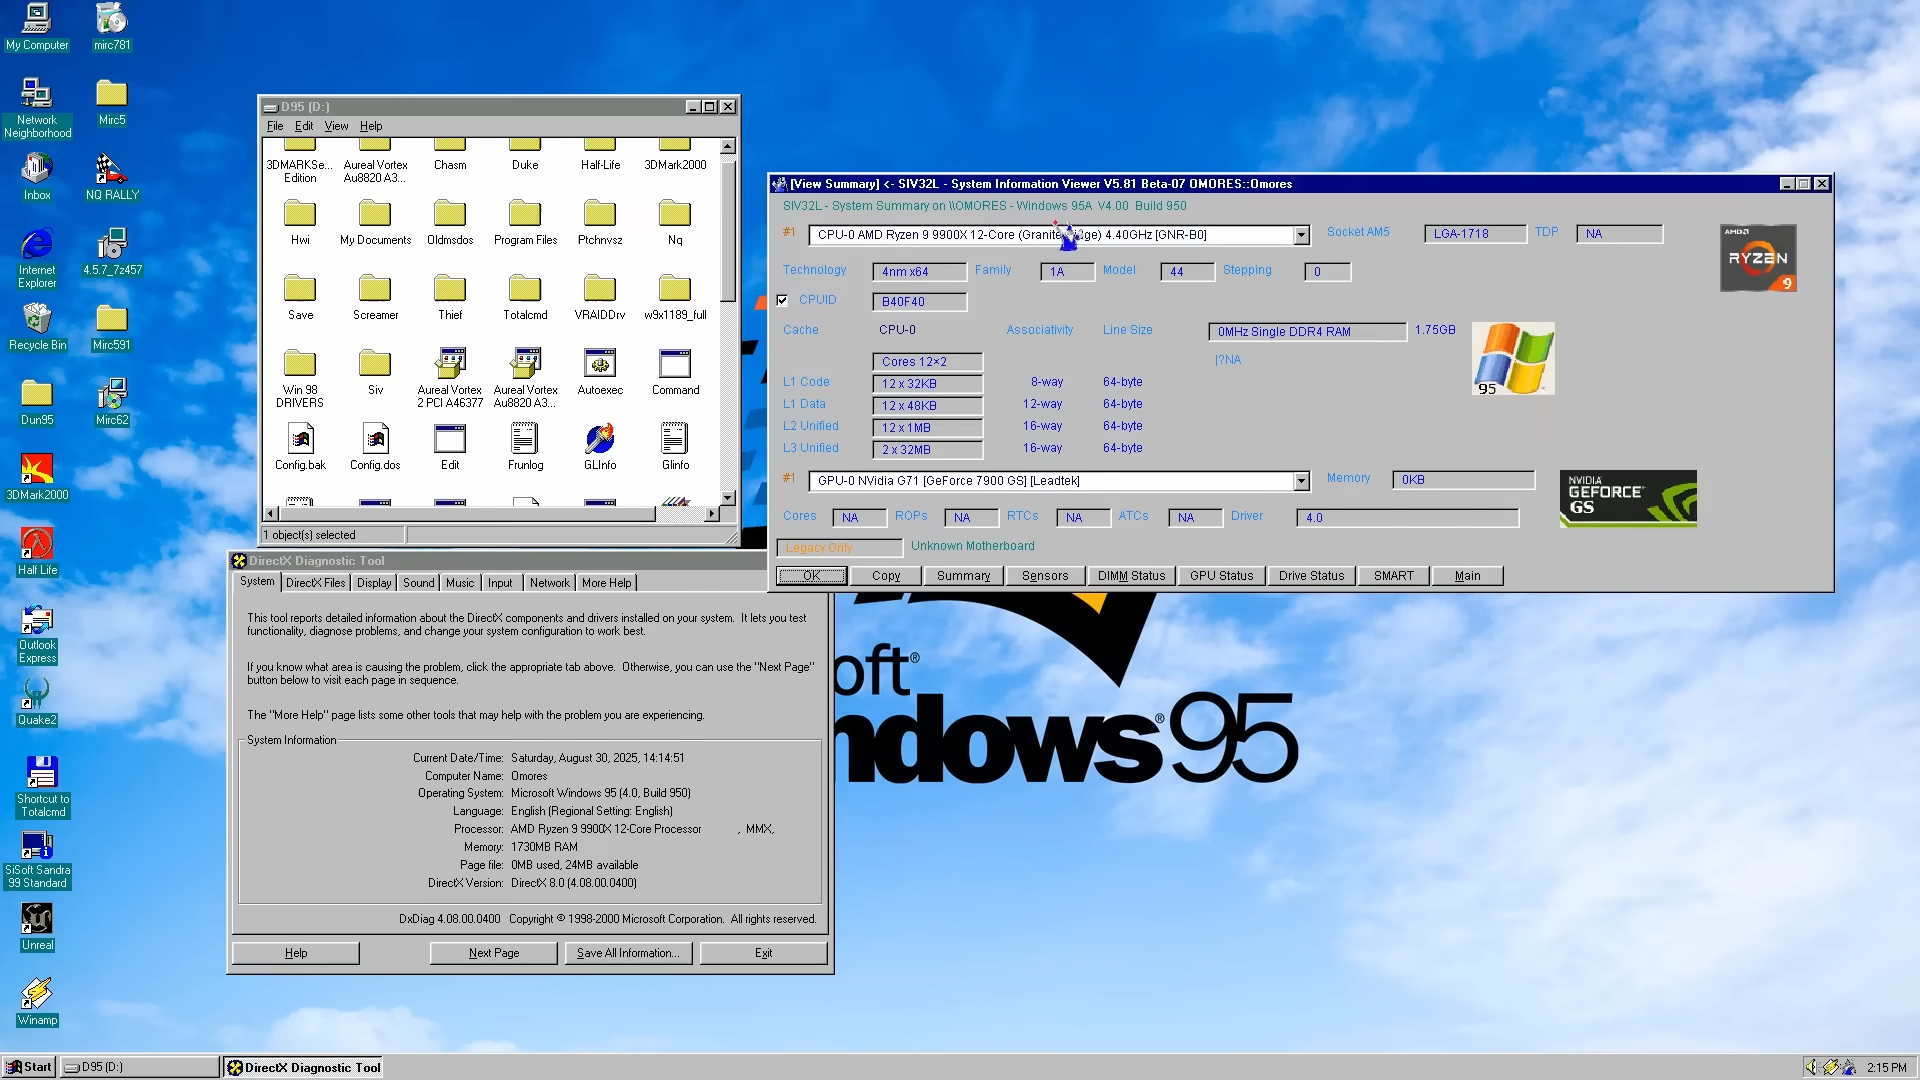 My Computer
mirc781
Network
Neighborhood
Mirc5
Inbox
NQ RALLY
Internet
Explorer
4.5.7_7z457
Recycle Bin
Mirc591
Dun95
Mirc62
3DMark2000
Half Life
Outlook
Express
Quake2
Shortcut to
Totalcmd
SiSoft Sandra
99 Standard
Unreal
Winamp
D95 (D:)
File Edit View Help
3DMARKSe...
Edition
Aureal Vortex
Au8820 A3...
Chasm
Duke
Half-Life
3DMark2000
Hwi
My Documents
Oldmsdos
Program Files
Ptchnvsz
Nq
Save
Screamer
Thief
Totalcmd
VRAIDDrv
w9x1189_full
Win 98
DRIVERS
Siv
Aureal Vortex
2 PCI A46377
Aureal Vortex
Au8820 A3...
Autoexec
Command
Config.bak
Config.dos
Edit
Frunlog
GLInfo
Glinfo
1 object(s) selected
[View Summary] <- SIV32L - System Information Viewer V5.81 Beta-07 OMORES::Omores
SIV32L - System Summary on \\OMORES - Windows 95A V4.00 Build 950
#1 CPU-0 AMD Ryzen 9 9900X 12-Core 4.40GHz [GNR-B0] Socket AM5 LGA-1718 TDP NA
AMD
RYZEN
9
Technology 4nm x64 Family 1A Model 44 Stepping 0
CPUID B40F40
Cache CPU-0 Associativity Line Size 0MHz Single DDR4 RAM 1.75GB
|?NA
95
Cores 12×2
L1 Code 12 x 32KB 8-way 64-byte
L1 Data 12 x 48KB 12-way 64-byte
L2 Unified 12 x 1MB 16-way 64-byte
L3 Unified 2 x 32MB 16-way 64-byte
#1 GPU-0 NVidia G71 [GeForce 7900 GS] [Leadtek] Memory 0KB
NVIDIA
GEFORCE
GS
Cores NA ROPs NA RTCs NA ATCs NA Driver 4.0
Legacy Only Unknown Motherboard
OK Copy Summary Sensors DIMM Status GPU Status Drive Status SMART Main
DirectX Diagnostic Tool
System DirectX Files Display Sound Music Input Network More Help
This tool reports detailed information about the DirectX components and drivers installed on your system. It lets you test
functionality, diagnose problems, and change your system configuration to work best.
If you know what area is causing the problem, click the appropriate tab above. Otherwise, you can use the "Next Page"
button below to visit each page in sequence.
The "More Help" page lists some other tools that may help with the problem you are experiencing.
System Information
Current Date/Time: Saturday, August 30, 2025, 14:14:51
Computer Name: Omores
Operating System: Microsoft Windows 95 (4.0, Build 950)
Language: English (Regional Setting: English)
Processor: AMD Ryzen 9 9900X 12-Core Processor , MMX,
Memory: 1730MB RAM
Page file: 0MB used, 24MB available
DirectX Version: DirectX 8.0 (4.08.00.0400)
DxDiag 4.08.00.0400 Copyright © 1998-2000 Microsoft Corporation. All rights reserved.
Help Next Page Save All Information... Exit
oft®
ndows®95
Start D95 (D:) DirectX Diagnostic Tool 2:15 PM